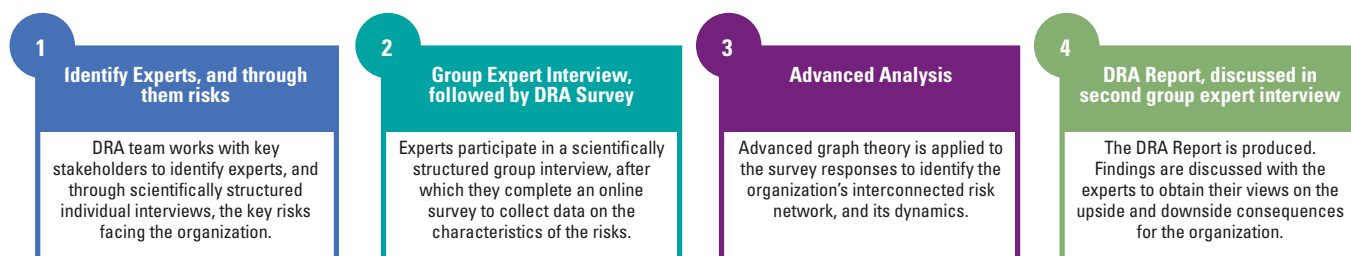 1
Identify Experts, and through
them risks
DRA team works with key
stakeholders to identify experts, and
through scientifically structured
individual interviews, the key risks
facing the organization.
2
Group Expert Interview,
followed by DRA Survey
Experts participate in a scientifically
structured group interview, after
which they complete an online
survey to collect data on the
characteristics of the risks.
3
Advanced Analysis
Advanced graph theory is applied to
the survey responses to identify the
organization's interconnected risk
network, and its dynamics.
4
DRA Report, discussed in
second group expert interview
The DRA Report is produced.
Findings are discussed with the
experts to obtain their views on the
upside and downside consequences
for the organization.